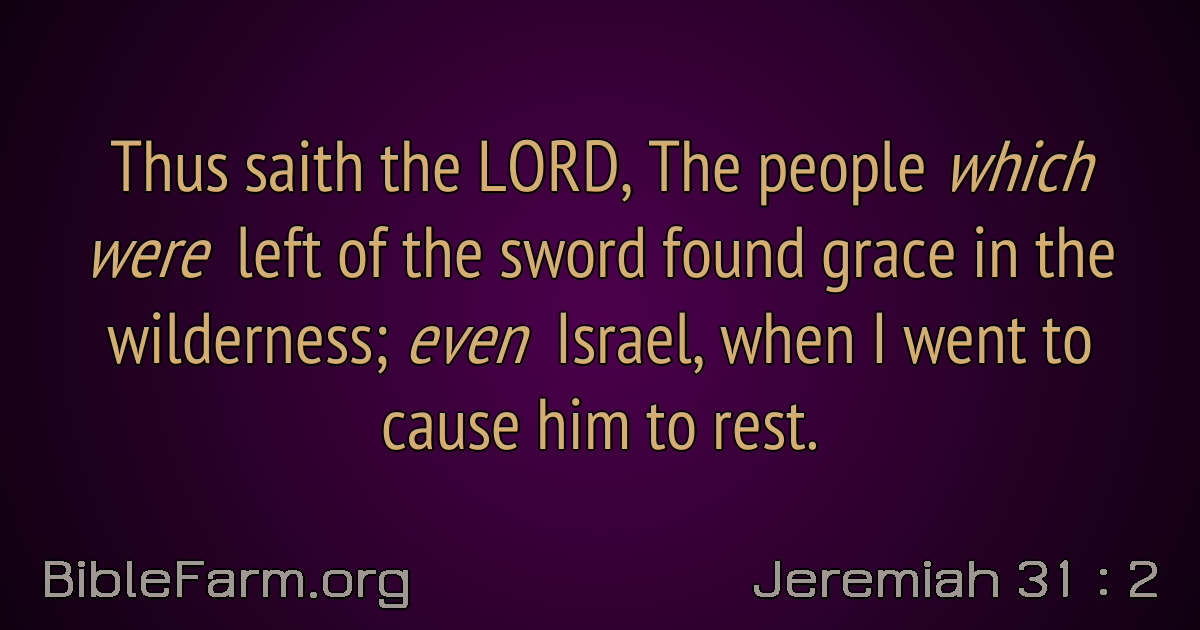 Thus saith the LORD, The people which
were left of the sword found grace in the
wilderness; even Israel, when I went to
cause him to rest.
BibleFarm.org
Jeremiah 31 : 2